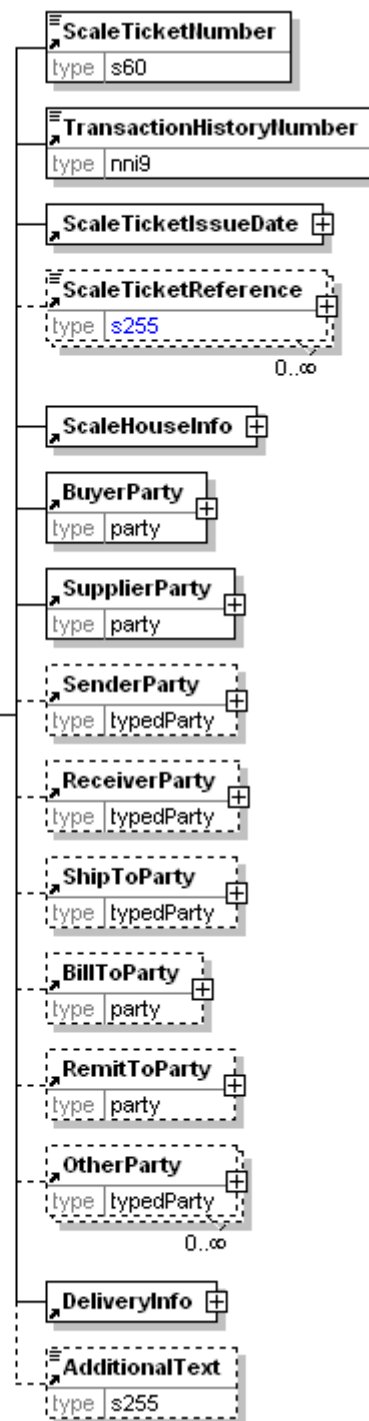 ScaleTicketNumber
type s60
TransactionHistoryNumber
type nni9
ScaleTicketIssueDate
ScaleTicketReference
type s255
0..∞
ScaleHouseInfo
BuyerParty
type party
SupplierParty
type party
SenderParty
type typedParty
ReceiverParty
type typedParty
ShipToParty
type typedParty
BillToParty
type party
RemitToParty
type party
OtherParty
type typedParty
0..∞
DeliveryInfo
AdditionalText
type s255